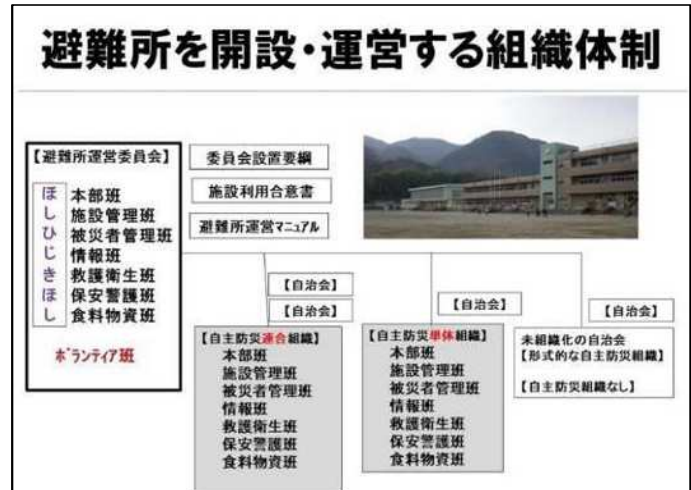 避難所を開設・運営する組織体制
【避難所運営委員会】
ほ 本部班
し 施設管理班
ひ 被災者管理班
じ 情報班
き 救護衛生班
ほ 保安警護班
し 食料物資班
ボランティア班
委員会設置要綱
施設利用合意書
避難所運営マニュアル
【自治会】
【自治会】
【自主防災連合組織】
本部班
施設管理班
被災者管理班
情報班
救護衛生班
保安警護班
食料物資班
【自治会】
【自主防災単体組織】
本部班
施設管理班
被災者管理班
情報班
救護衛生班
保安警護班
食料物資班
【自治会】
未組織化の自治会
【形式的な自主防災組織】
【自主防災組織なし】